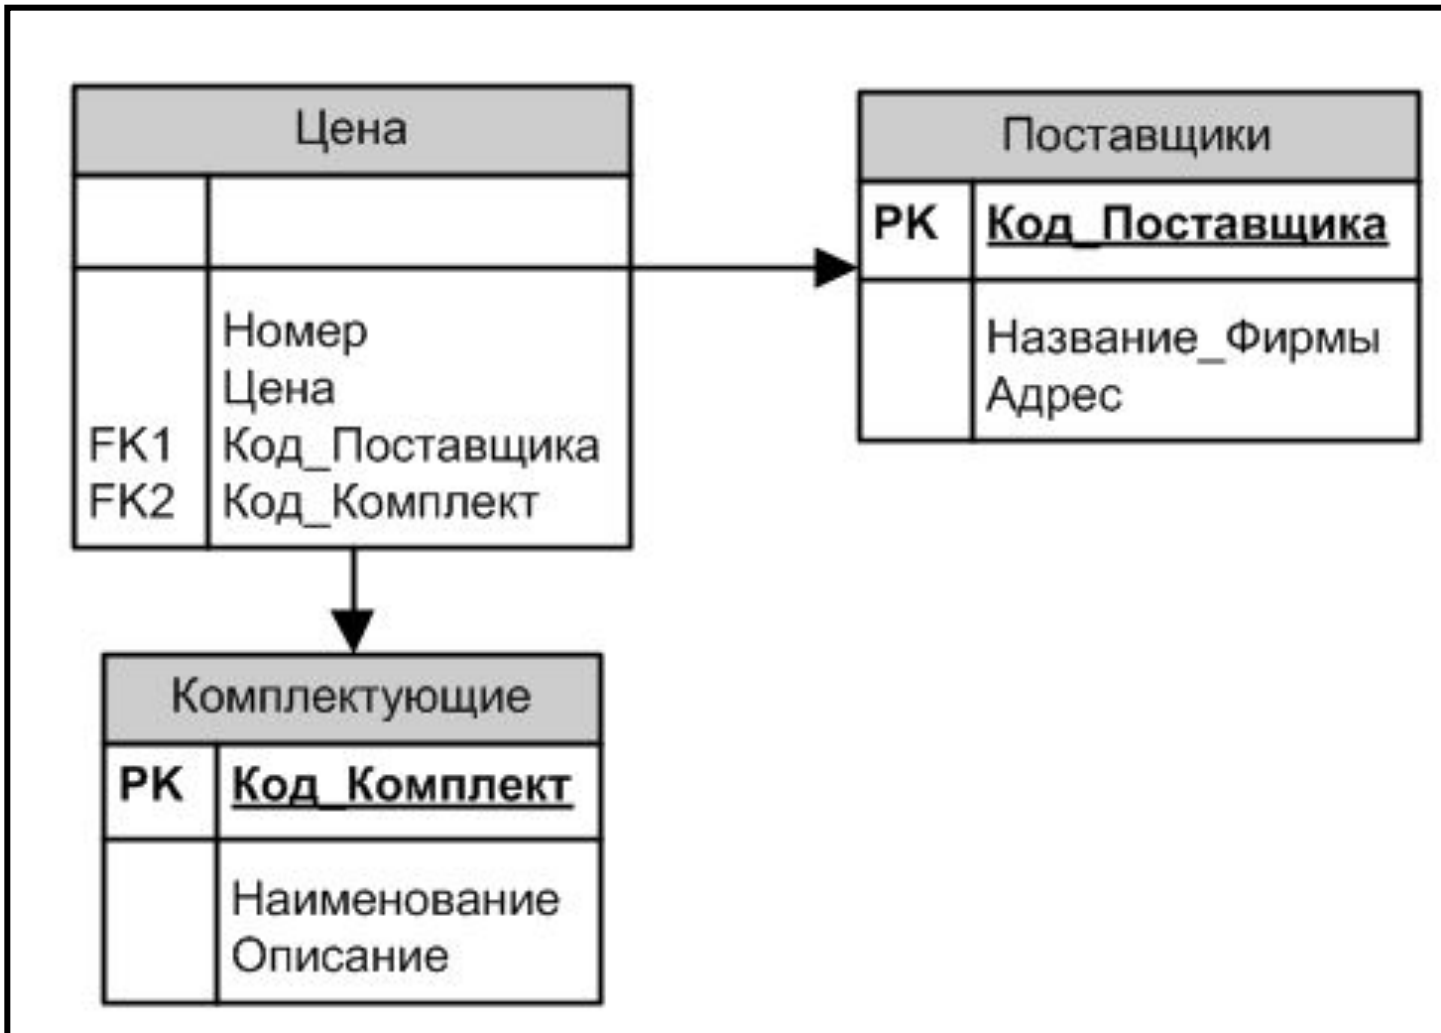 Цена
Номер
Цена
FK1 Код_Поставщика
FK2 Код_Комплект
Поставщики
PK Код_Поставщика
Название_Фирмы
Адрес
Комплектующие
PK Код_Комплект
Наименование
Описание